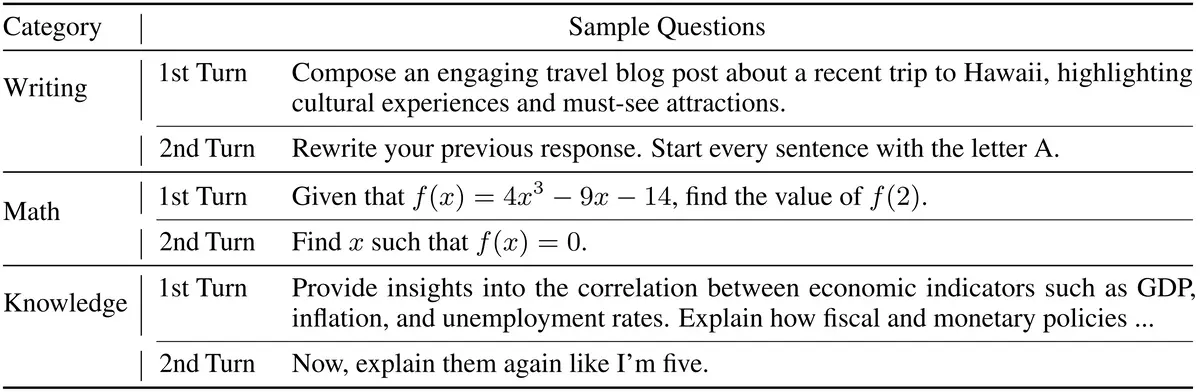 Category Sample Questions
Writing 1st Turn Compose an engaging travel blog post about a recent trip to Hawaii, highlighting
cultural experiences and must-see attractions.
2nd Turn Rewrite your previous response. Start every sentence with the letter A.
Math 1st Turn Given that f(x) = 4x³ − 9x − 14, find the value of f(2).
2nd Turn Find x such that f(x) = 0.
Knowledge 1st Turn Provide insights into the correlation between economic indicators such as GDP,
inflation, and unemployment rates. Explain how fiscal and monetary policies ...
2nd Turn Now, explain them again like I'm five.